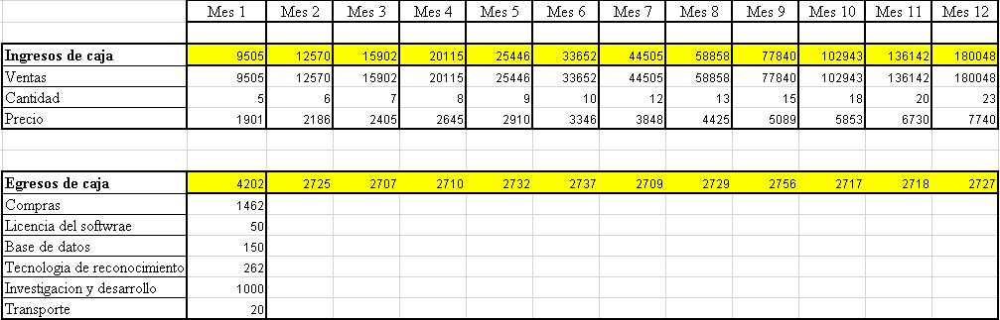 Mes 1 Mes 2 Mes 3 Mes 4 Mes 5 Mes 6 Mes 7 Mes 8 Mes 9 Mes 10 Mes 11 Mes 12
Ingresos de caja 9505 12570 15902 20115 25446 33652 44505 58858 77840 102943 136142 180048
Ventas 9505 12570 15902 20115 25446 33652 44505 58858 77840 102943 136142 180048
Cantidad 5 6 7 8 9 10 12 13 15 18 20 23
Precio 1901 2186 2405 2645 2910 3346 3848 4425 5089 5853 6730 7740
Egresos de caja 4202 2725 2707 2710 2732 2737 2709 2729 2756 2717 2718 2727
Compras 1462
Licencia del softwrae 50
Base de datos 150
Tecnologia de reconocimiento 262
Investigacion y desarrollo 1000
Transporte 20